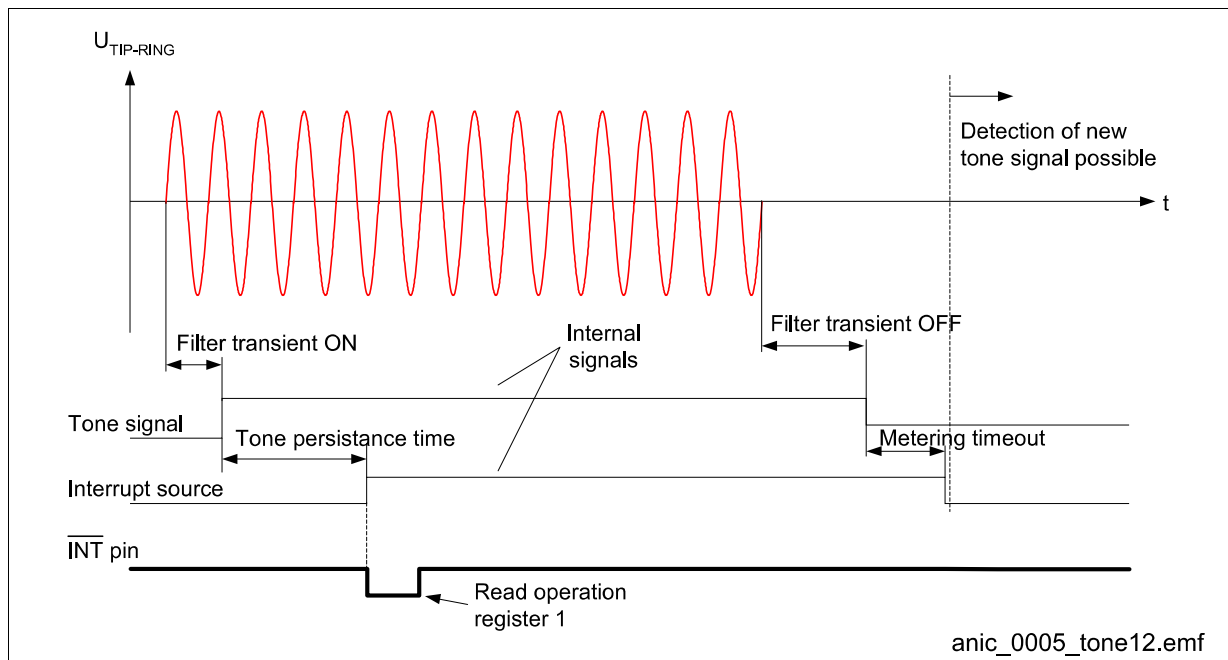 U_TIP-RING
Detection of new
tone signal possible
t
Filter transient ON
Internal
signals
Filter transient OFF
Tone signal
Tone persistance time
Metering timeout
Interrupt source
INT pin
Read operation
register 1
anic_0005_tone12.emf